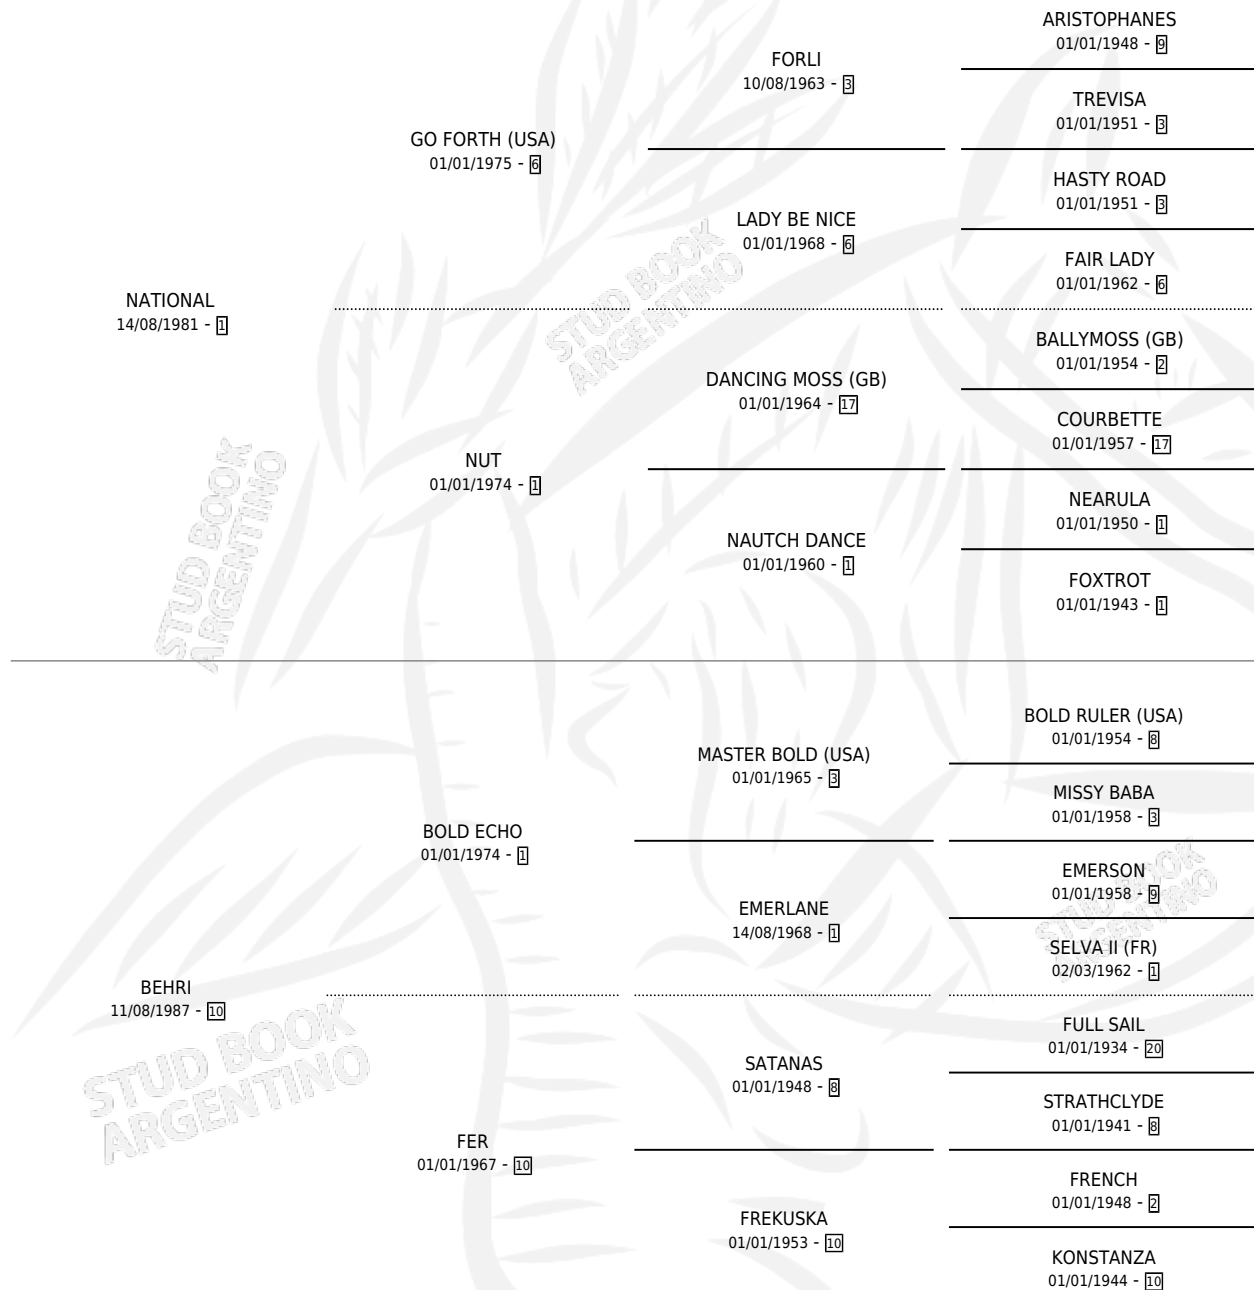 ARISTOPHANES
01/01/1948 - 9
FORLI
10/08/1963 - 3
TREVISA
01/01/1951 - 3
GO FORTH (USA)
01/01/1975 - 6
HASTY ROAD
01/01/1951 - 3
LADY BE NICE
01/01/1968 - 6
FAIR LADY
01/01/1962 - 6
NATIONAL
14/08/1981 - 1
STUD BOOK
ARGENTINO
BALLYMOSS (GB)
01/01/1954 - 2
DANCING MOSS (GB)
01/01/1964 - 17
COURBETTE
01/01/1957 - 17
NUT
01/01/1974 - 1
NEARULA
01/01/1950 - 1
NAUTCH DANCE
01/01/1960 - 1
FOXTROT
01/01/1943 - 1
STUD BOOK
ARGENTINO
BOLD RULER (USA)
01/01/1954 - 8
MASTER BOLD (USA)
01/01/1965 - 3
MISSY BABA
01/01/1958 - 3
BOLD ECHO
01/01/1974 - 1
EMERSON
01/01/1958 - 9
EMERLANE
14/08/1968 - 1
SELVA II (FR)
02/03/1962 - 1
STUD BOOK
ARGENTINO
BEHRI
11/08/1987 - 10
FULL SAIL
01/01/1934 - 20
SATANAS
01/01/1948 - 8
STRATHCLYDE
01/01/1941 - 8
STUD BOOK
ARGENTINO
FER
01/01/1967 - 10
FRENCH
01/01/1948 - 2
FREKUSKA
01/01/1953 - 10
KONSTANZA
01/01/1944 - 10